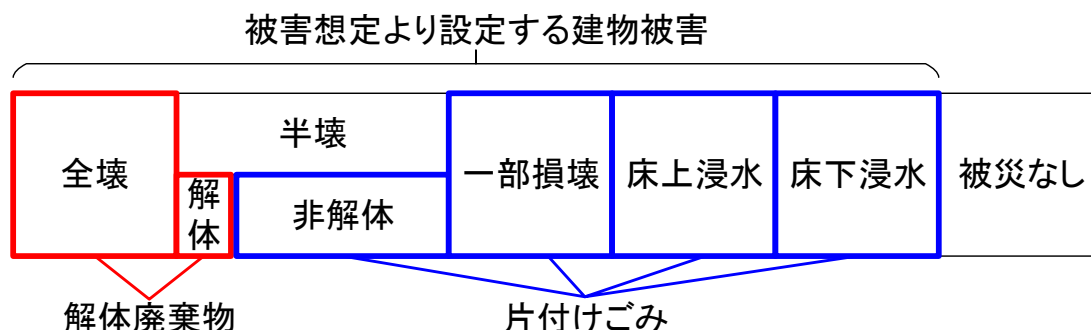 被害想定より設定する建物被害
全壊
半壊
解体
非解体
一部損壊
床上浸水
床下浸水
被災なし
解体廃棄物
片付けごみ